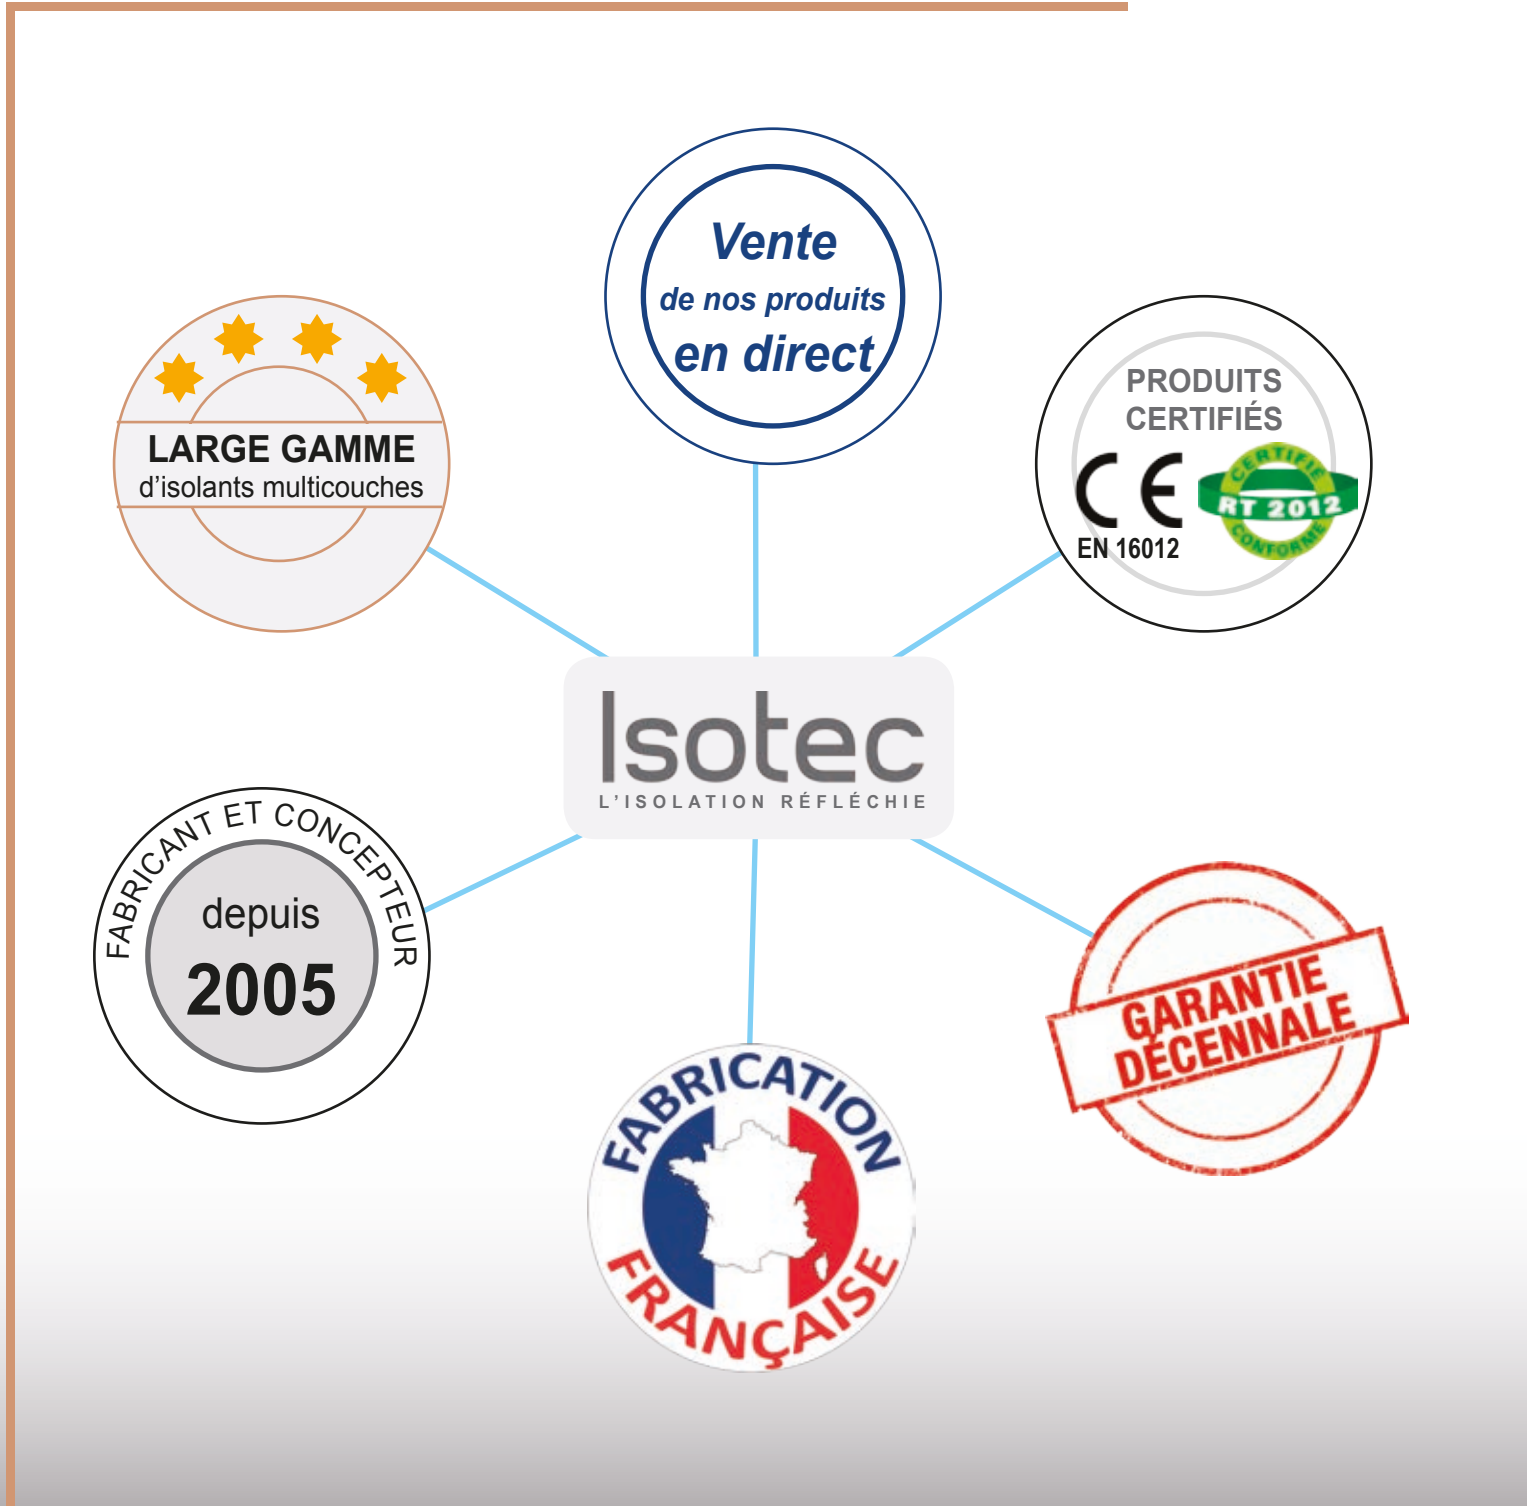 Vente
de nos produits
en direct
LARGE GAMME
d'isolants multicouches
PRODUITS
CERTIFIÉS
CE
EN 16012
CERTIFIÉ
RT 2012
CONFORME
Isotec
L'ISOLATION RÉFLÉCHIE
FABRICANT ET CONCEPTEUR
depuis
2005
GARANTIE
DÉCENNALE
FABRICATION
FRANÇAISE